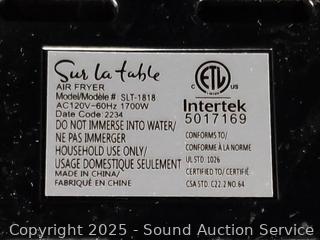 Sur la table
AIR FRYER
Model/Modèle #: SLT-1818
AC120V~60Hz 1700W
Date Code: 2234
DO NOT IMMERSE INTO WATER/
NE PAS IMMERGER
HOUSEHOLD USE ONLY/
USAGE DOMESTIQUE SEULEMENT
MADE IN CHINA/
FABRIQUÉ EN CHINE
C ETL US
LISTED
Intertek
5017169
CONFORMS TO/
CONFORME À LA NORME
UL STD. 1026
CERTIFIED TO/ CERTIFIÉ
CSA STD. C22.2 NO.64
Copyright © 2025 - Sound Auction Service